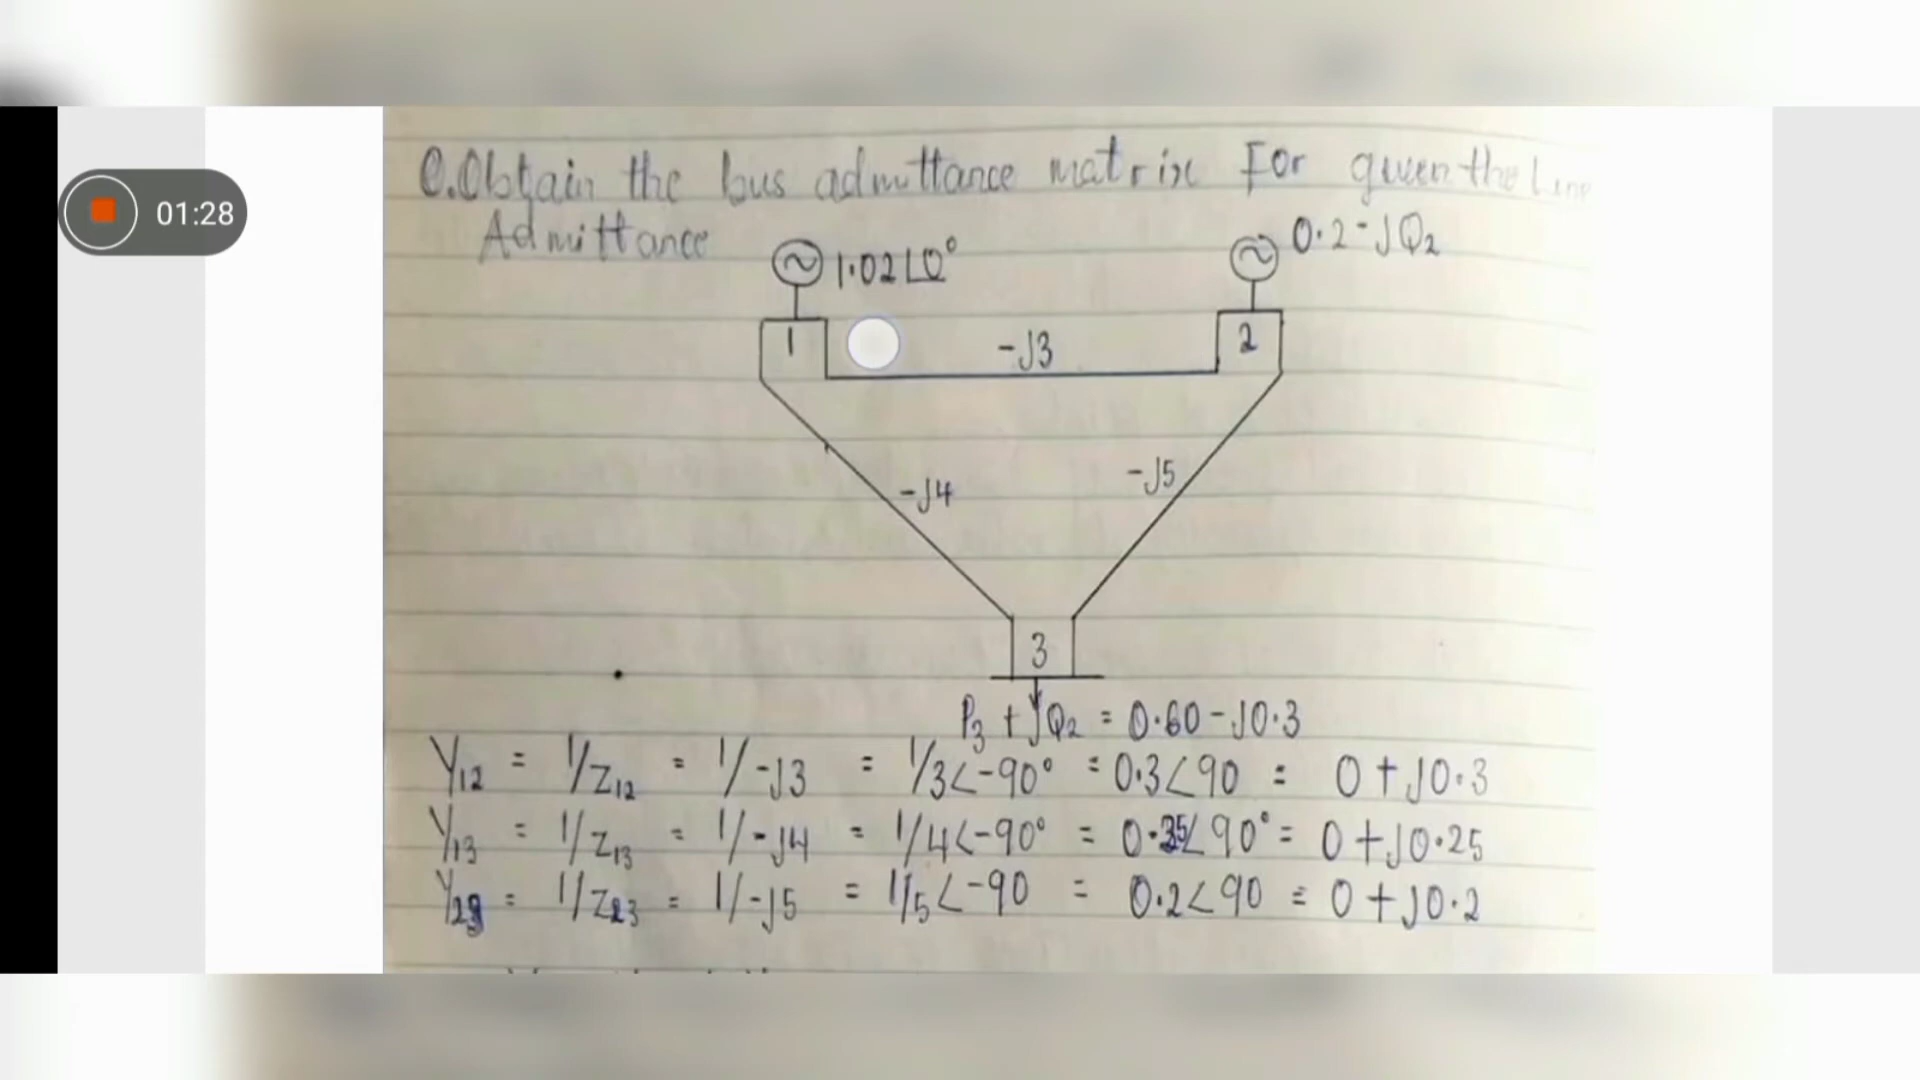 Q.Obtain the bus admittance matrix For given the Line
Admittance
1.02∠0°
0.2-JQ2
01:28
1
-J3
2
-J4
-J5
3
P3 + JQ2 = 0.60-J0.3
Y12 = 1/Z12 = 1/-J3 = 1/3<-90° = 0.3<90 = 0+J0.3
Y13 = 1/Z13 = 1/-J4 = 1/4<-90° = 0.25<90° = 0+J0.25
Y23 = 1/Z23 = 1/-J5 = 1/5<-90 = 0.2<90 = 0+J0.2